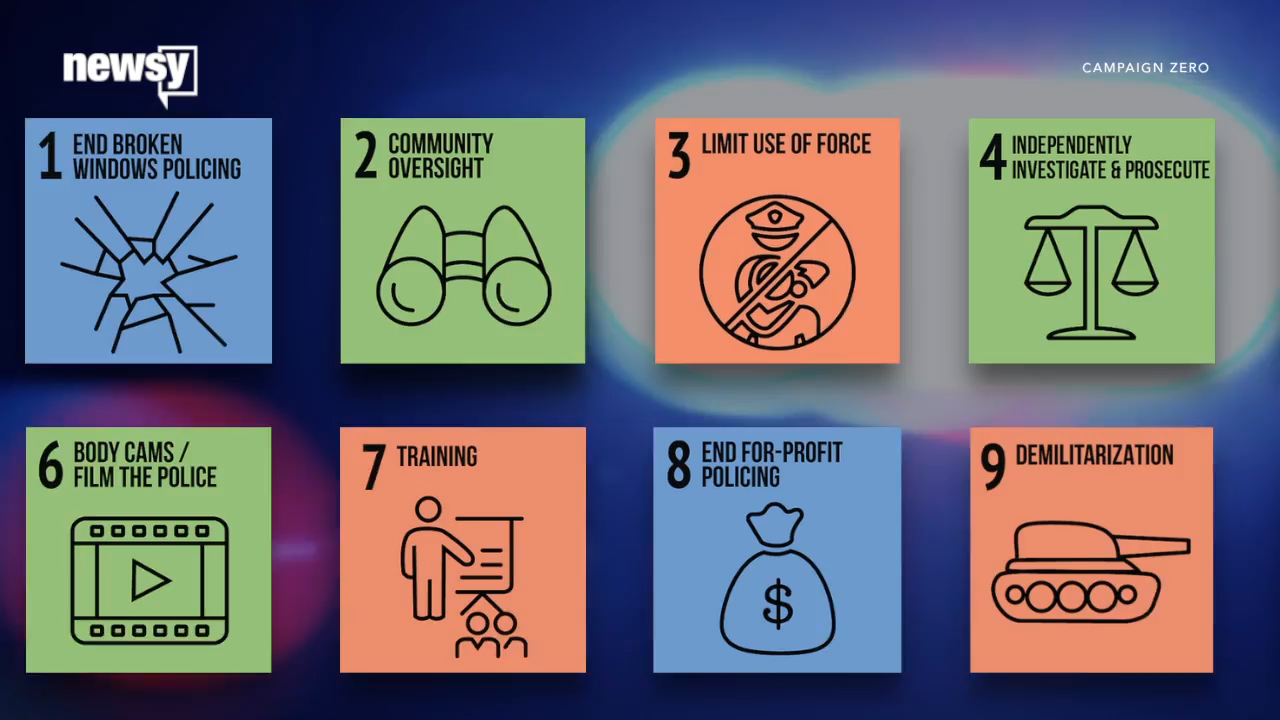 newsy
CAMPAIGN ZERO
1 END BROKEN
WINDOWS POLICING
2 COMMUNITY
OVERSIGHT
3 LIMIT USE OF FORCE
4 INDEPENDENTLY
INVESTIGATE & PROSECUTE
6 BODY CAMS /
FILM THE POLICE
7 TRAINING
8 END FOR-PROFIT
POLICING
$
9 DEMILITARIZATION